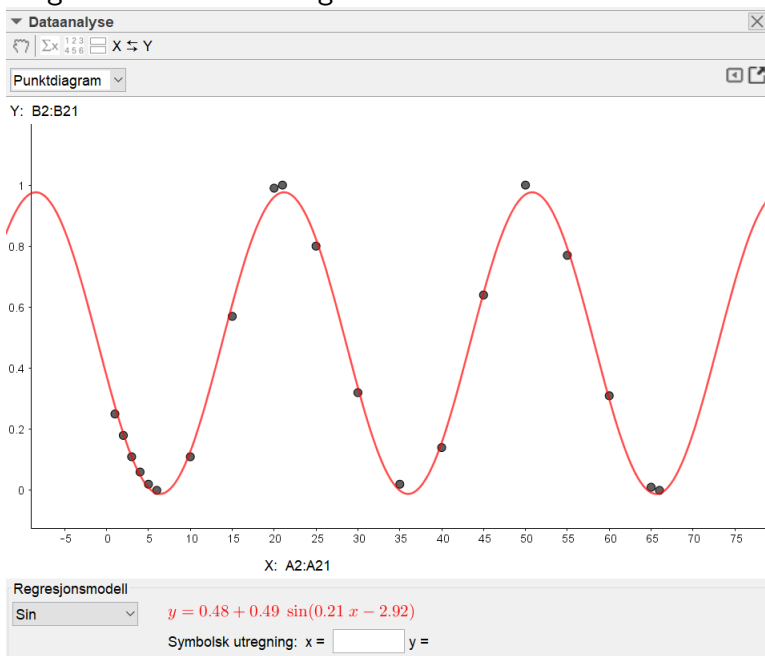 Dataanalyse
Σx 123 456 X ⇆ Y
Punktdiagram
Y: B2:B21
1
0.8
0.6
0.4
0.2
0
-5 0 5 10 15 20 25 30 35 40 45 50 55 60 65 70 75
X: A2:A21
Regresjonsmodell
Sin y = 0.48 + 0.49 sin(0.21 x − 2.92)
Symbolsk utregning: x = y =